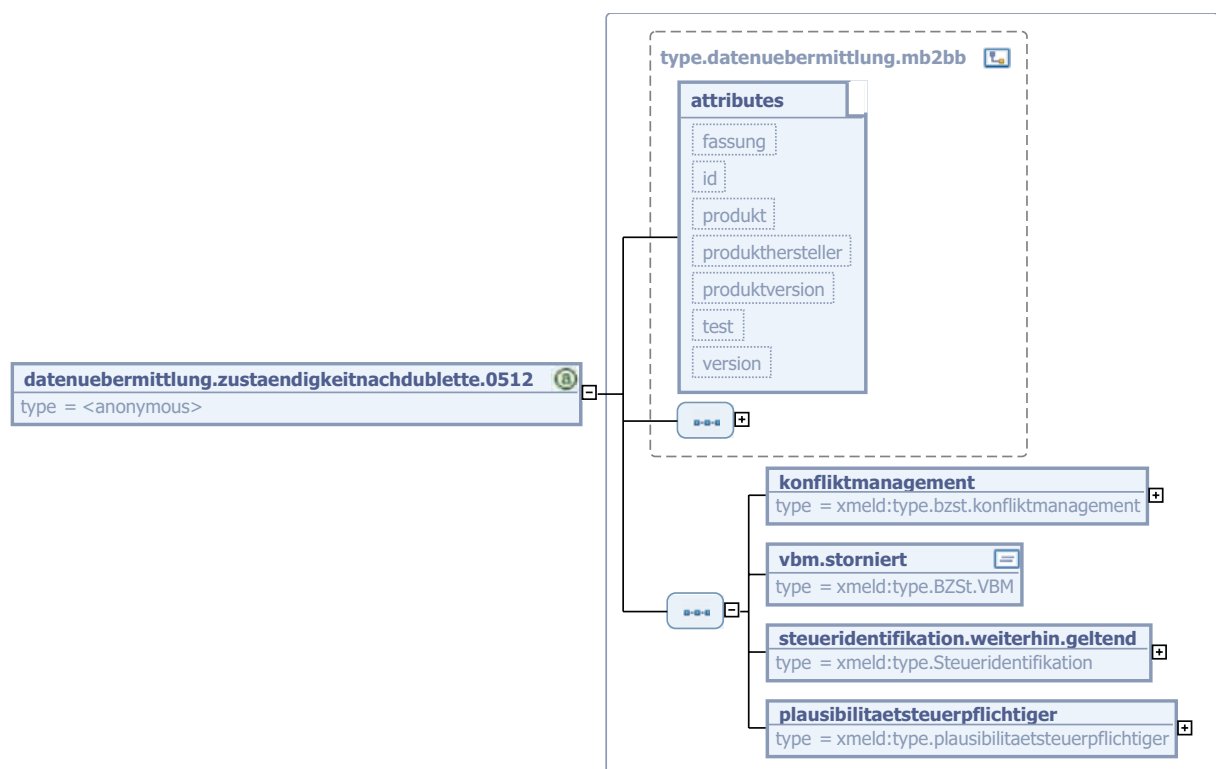 type.datenuebermittlung.mb2bb
attributes
fassung
id
produkt
produkthersteller
produktversion
test
version
datenuebermittlung.zustaendigkeitnachdublette.0512
type = <anonymous>
konfliktmanagement
type = xmeld:type.bzst.konfliktmanagement
vbm.storniert
type = xmeld:type.BZSt.VBM
steueridentifikation.weiterhin.geltend
type = xmeld:type.Steueridentifikation
plausibilitaetsteuerpflichtiger
type = xmeld:type.plausibilitaetsteuerpflichtiger